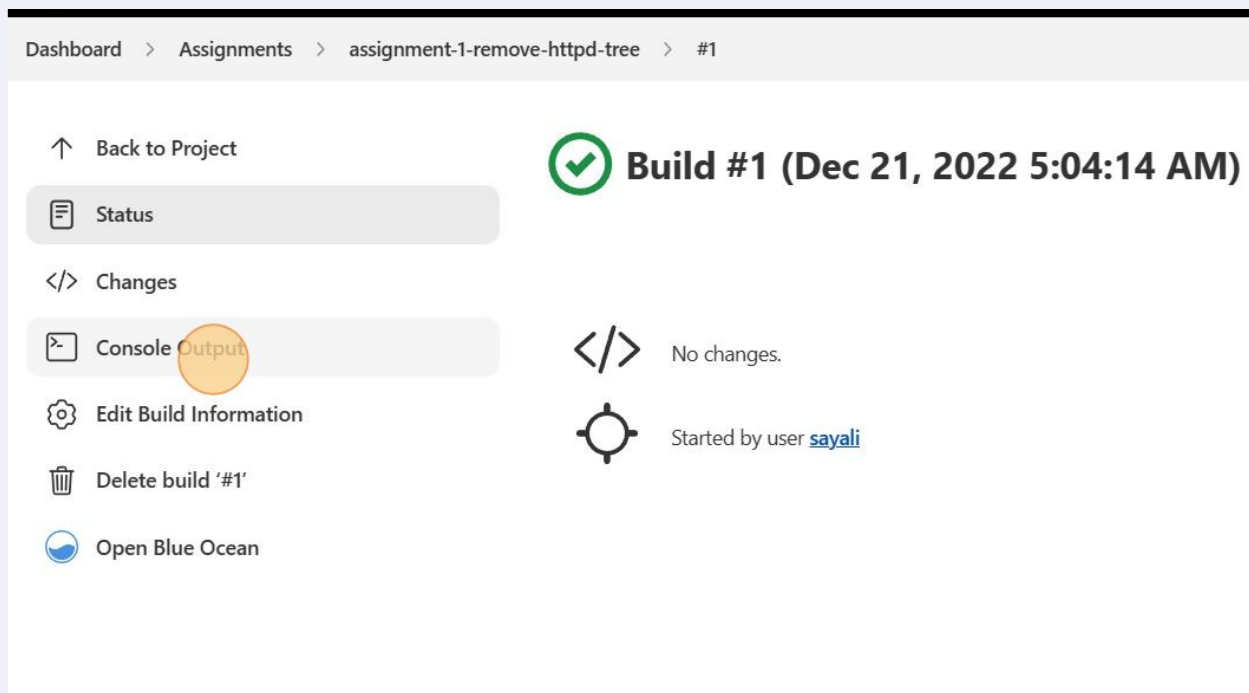 Dashboard > Assignments > assignment-1-remove-httpd-tree > #1
Back to Project
Status
</> Changes
Console Output
Edit Build Information
Delete build ‘#1’
Open Blue Ocean
Build #1 (Dec 21, 2022 5:04:14 AM)
</> No changes.
Started by user sayali